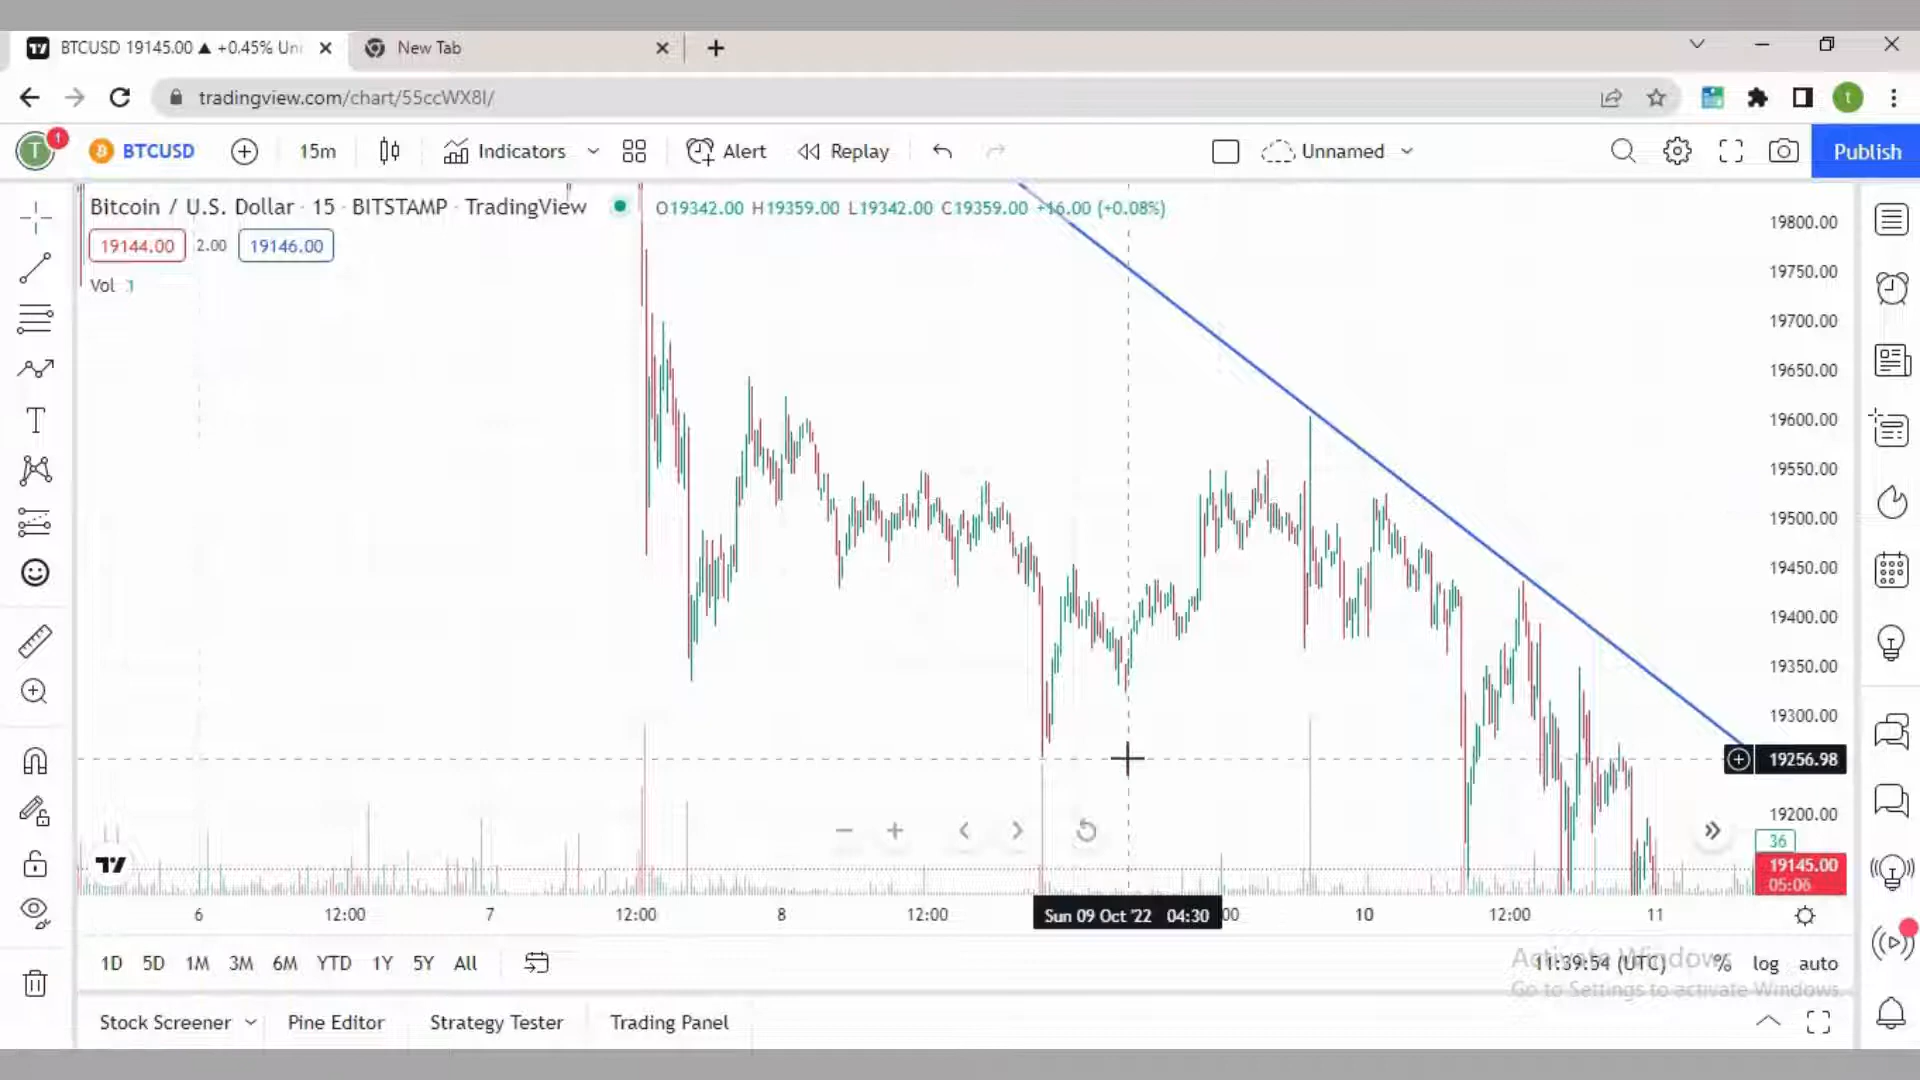 BTCUSD 19145.00 ▲ +0.45% Un
New Tab
tradingview.com/chart/55ccWX8I/
T 1 BTCUSD 15m Indicators Alert Replay Unnamed Publish
t
Bitcoin / U.S. Dollar · 15 · BITSTAMP · TradingView O19342.00 H19359.00 L19342.00 C19359.00 +16.00 (+0.08%)
19144.00 2.00 19146.00
Vol 1
19800.00
19750.00
19700.00
19650.00
19600.00
19550.00
19500.00
19450.00
19400.00
19350.00
19300.00
19256.98
19200.00
36
19145.00
05:06
6 12:00 7 12:00 8 12:00 Sun 09 Oct '22 04:30 :00 10 12:00 11
1D 5D 1M 3M 6M YTD 1Y 5Y All 11:39:54 (UTC) % log auto
Activate Windows
Go to Settings to activate Windows.
Stock Screener Pine Editor Strategy Tester Trading Panel